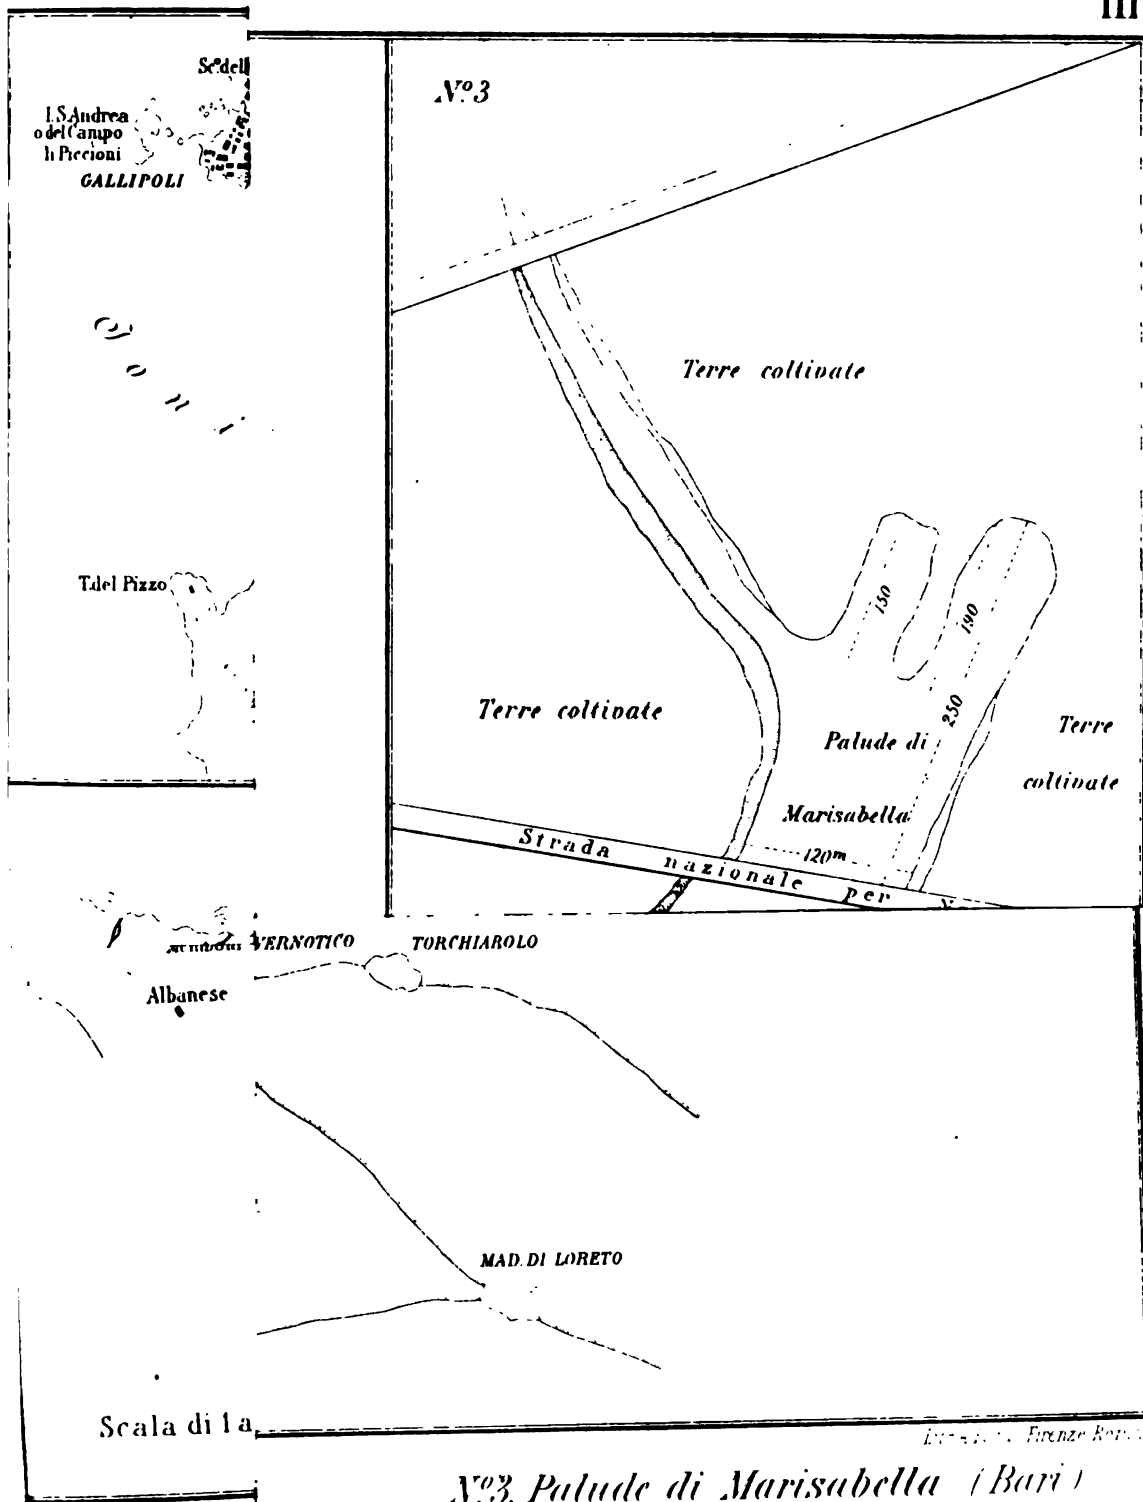 III
Sc. dell
N.º 3
I. S. Andrea
o del Campo
li Piccioni
GALLIPOLI
Terre coltivate
Joni
T. del Pizzo
150
190
Terre coltivate
250
Palude di
Marisabella
Terre
coltivate
120m
Strada nazionale per
VERNOTICO
TORCHIAROLO
Albanese
MAD. DI LORETO
Scala di 1 a
Firenze
N.º 3. Palude di Marisabella (Bari)